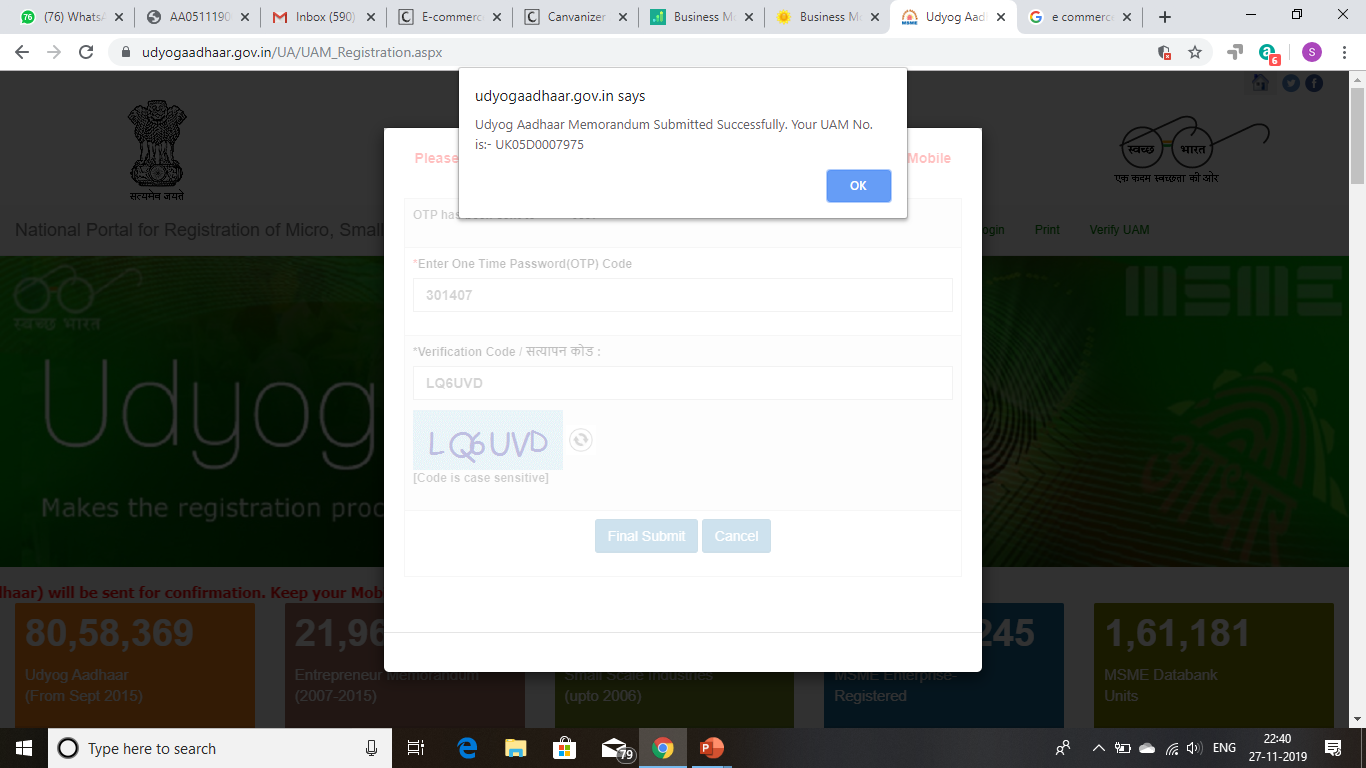 (76) WhatsA
AA0511190
Inbox (590)
E-commerc
Canvanizer
Business M
Business Mo
Udyog Aad
e commerc
udyogaadhaar.gov.in/UA/UAM_Registration.aspx
S
6
udyogaadhaar.gov.in says
Udyog Aadhaar Memorandum Submitted Successfully. Your UAM No.
is:- UK05D0007975
OK
सत्यमेव जयते
स्वच्छ भारत
एक कदम स्वच्छता की ओर
Please
Mobile
OTP has
National Portal for Registration of Micro, Small
ogin
Print
Verify UAM
*Enter One Time Password(OTP) Code
301407
*Verification Code / सत्यापन कोड :
LQ6UVD
LQ6UVD
[Code is case sensitive]
Final Submit
Cancel
स्वच्छ भारत
MSME
Udyog
Makes the registration proc
आधार
dhaar) will be sent for confirmation. Keep your Mob
80,58,369
Udyog Aadhaar
(From Sept 2015)
21,96
Entrepreneur Memorandum
(2007-2015)
Small Scale Industries
(upto 2006)
245
MSME Enterprise-
Registered
1,61,181
MSME Databank
Units
Type here to search
79
ENG
22:40
27-11-2019